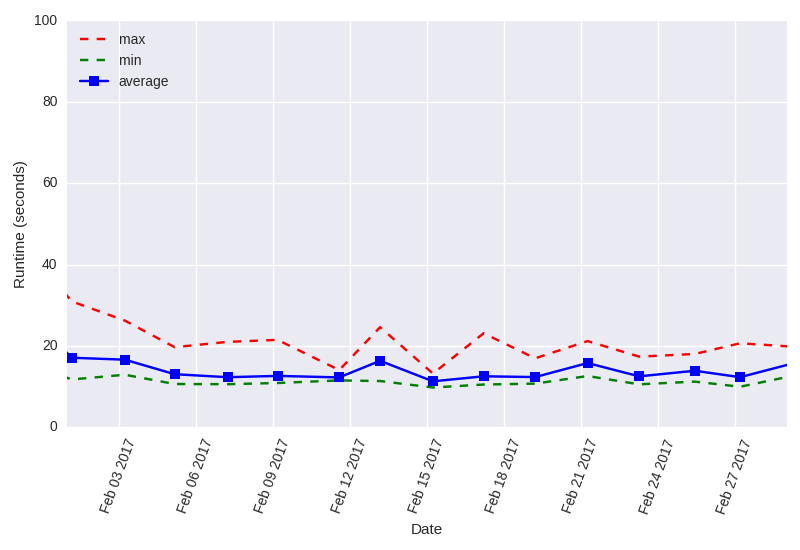 100
80
60
40
20
0
Runtime (seconds)
max
min
average
Feb 03 2017
Feb 06 2017
Feb 09 2017
Feb 12 2017
Feb 15 2017
Feb 18 2017
Feb 21 2017
Feb 24 2017
Feb 27 2017
Date